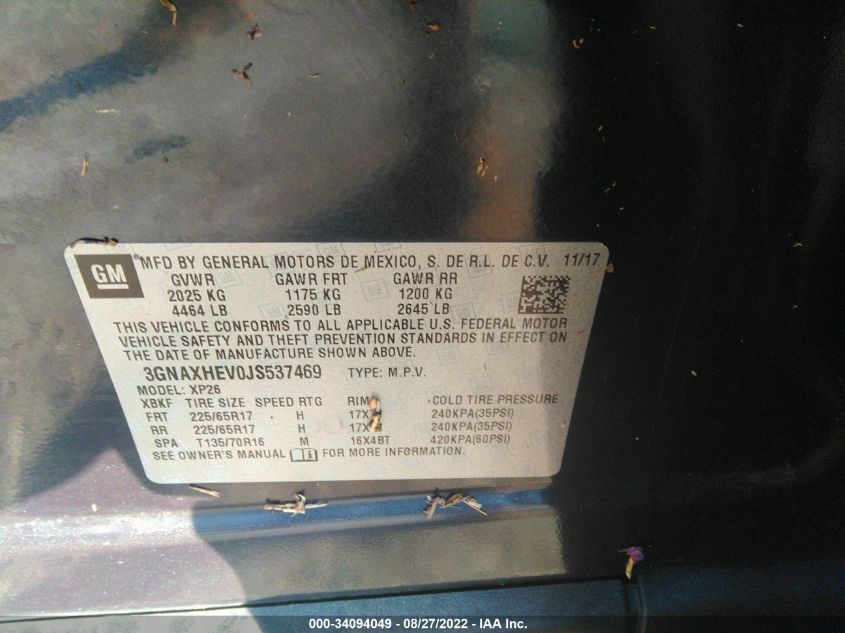 GM ®MFD BY GENERAL MOTORS DE MEXICO, S. DE R.L. DE C.V. 11/17
GVWR GAWR FRT GAWR RR
2025 KG 1175 KG 1200 KG
4464 LB 2590 LB 2645 LB
THIS VEHICLE CONFORMS TO ALL APPLICABLE U.S. FEDERAL MOTOR
VEHICLE SAFETY AND THEFT PREVENTION STANDARDS IN EFFECT ON
THE DATE OF MANUFACTURE SHOWN ABOVE.
3GNAXHEV0JS537469 TYPE: M.P.V.
MODEL: XP26
XBKF TIRE SIZE SPEED RTG RIM COLD TIRE PRESSURE
FRT 225/65R17 H 17X 240KPA(35PSI)
RR 225/65R17 H 17X 240KPA(35PSI)
SPA T135/70R16 M 16X4BT 420KPA(60PSI)
SEE OWNER'S MANUAL FOR MORE INFORMATION.
000-34094049 - 08/27/2022 - IAA Inc.